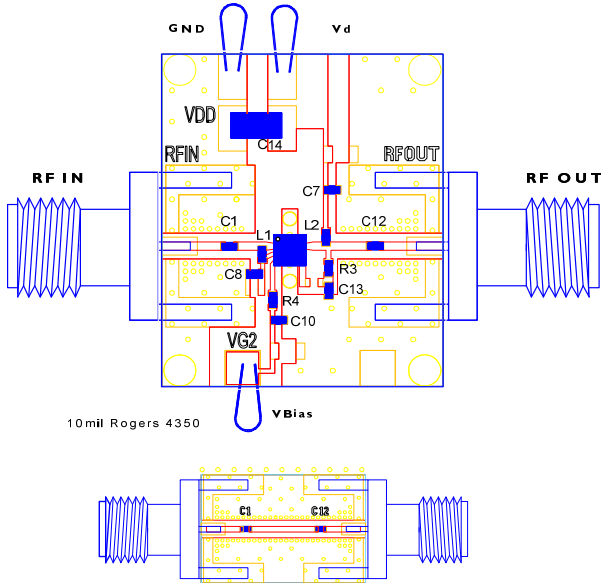 GND Vd
VDD
C14
RFIN RFOUT
RF IN RF OUT
C7
C1 L1 L2 C12
C8 R3
C13
R4
C10
VG2
VBias
10mil Rogers 4350
C1 C12